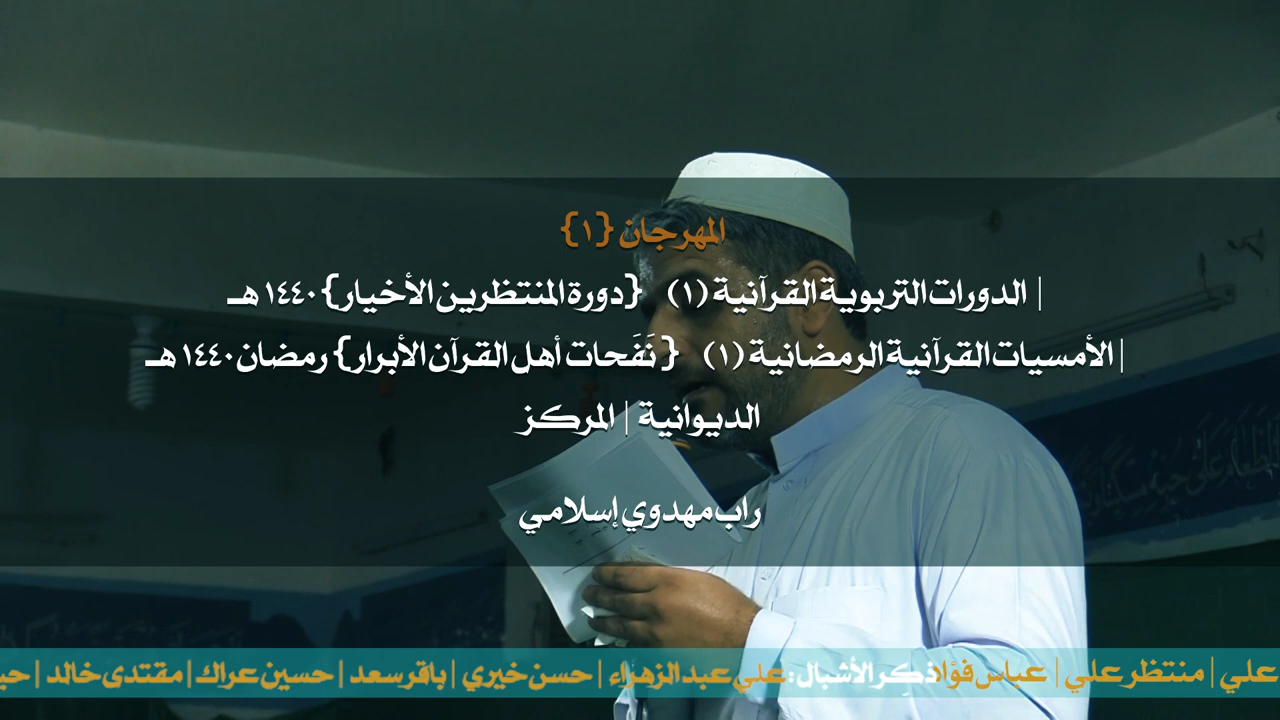 المهرجان {١}
| الدورات التربوية القرآنية (١) {دورة المنتظرين الأخيار} ١٤٤٠ هـ
| الأمسيات القرآنية الرمضانية (١) { نَفَحات أهل القرآن الأبرار} رمضان ١٤٤٠ هـ
الديوانية | المركز
راب مهدوي إسلامي
علي | منتظر علي | عباس فؤاد ذكر الأشبال: علي عبد الزهراء | حسن خيري | باقر سعد | حسين عراك | مقتدى خالد |